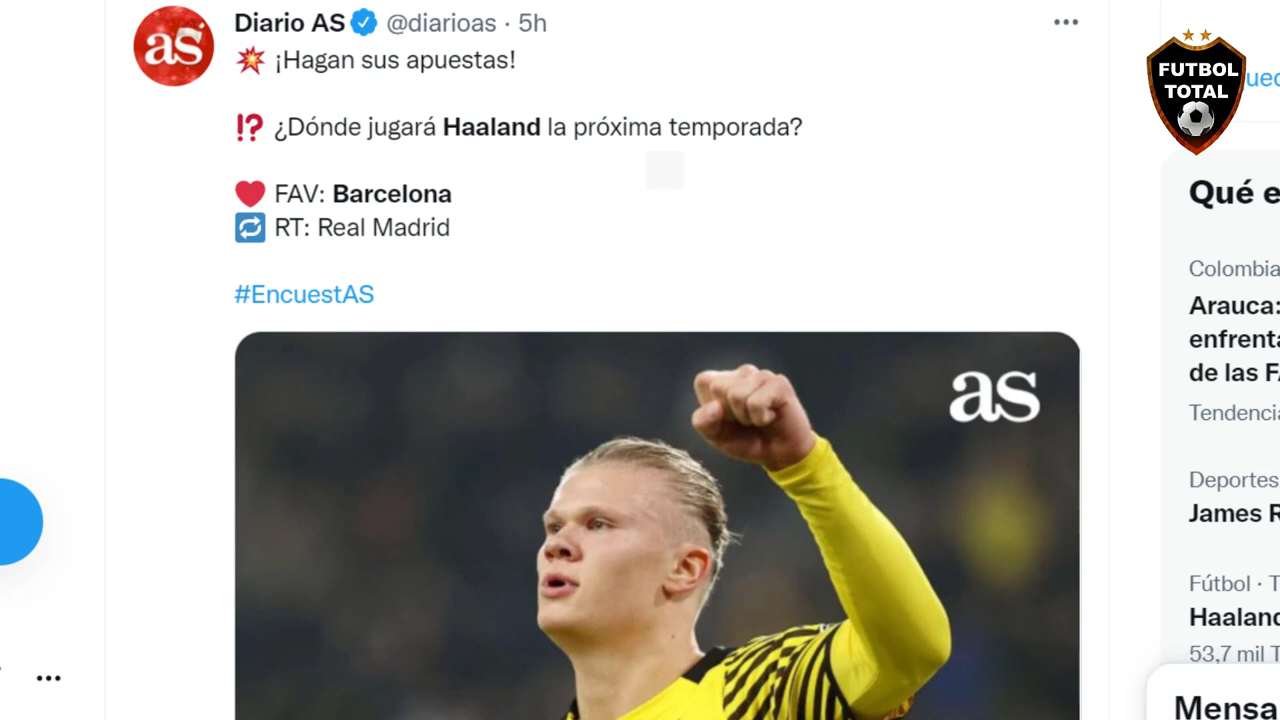 Diario AS @diarioas · 5h
¡Hagan sus apuestas!
¿Dónde jugará Haaland la próxima temporada?
FAV: Barcelona
RT: Real Madrid
#EncuestAS
as
as
FUTBOL
TOTAL
Qué e
Colombia
Arauca:
enfrenta
de las F
Tendencia
Deportes
James R
Fútbol · T
Haaland
53,7 mil T
Mensa